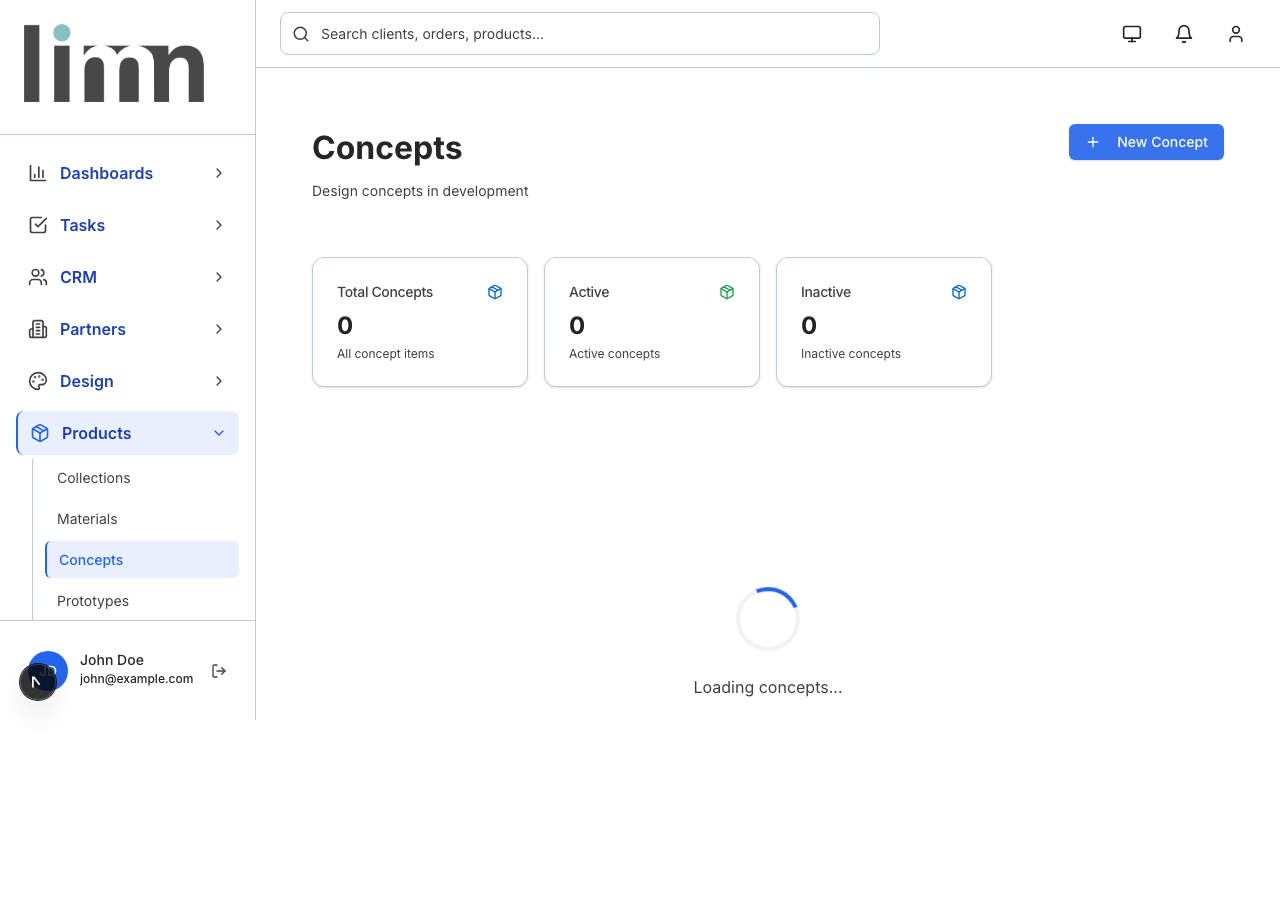 limn
Search clients, orders, products...
Dashboards
Tasks
CRM
Partners
Design
Products
Collections
Materials
Concepts
Prototypes
John Doe
john@example.com
Concepts
Design concepts in development
New Concept
Total Concepts
0
All concept items
Active
0
Active concepts
Inactive
0
Inactive concepts
Loading concepts...